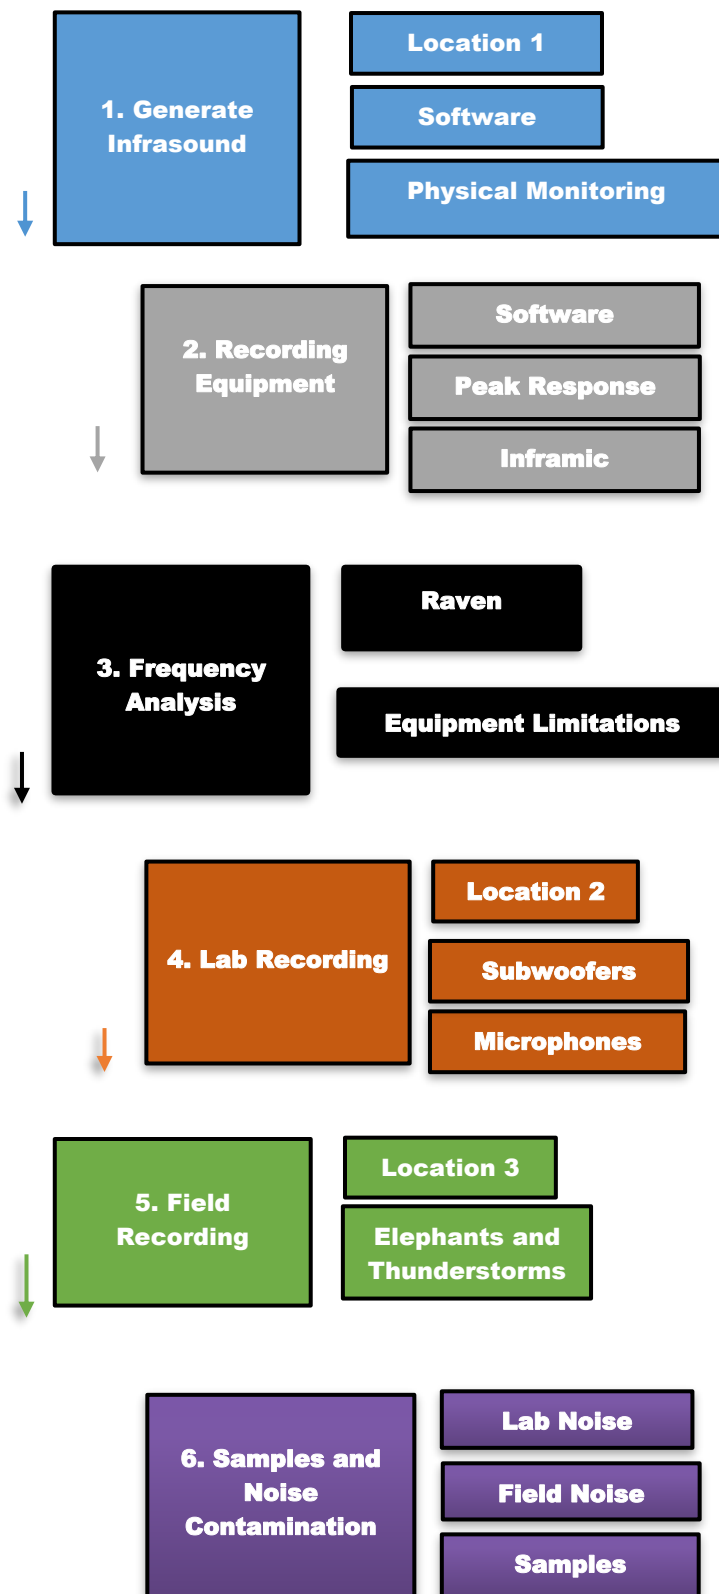 1. Generate
Infrasound
Location 1
Software
Physical Monitoring
2. Recording
Equipment
Software
Peak Response
Inframic
3. Frequency
Analysis
Raven
Equipment Limitations
4. Lab Recording
Location 2
Subwoofers
Microphones
5. Field
Recording
Location 3
Elephants and
Thunderstorms
6. Samples and
Noise
Contamination
Lab Noise
Field Noise
Samples